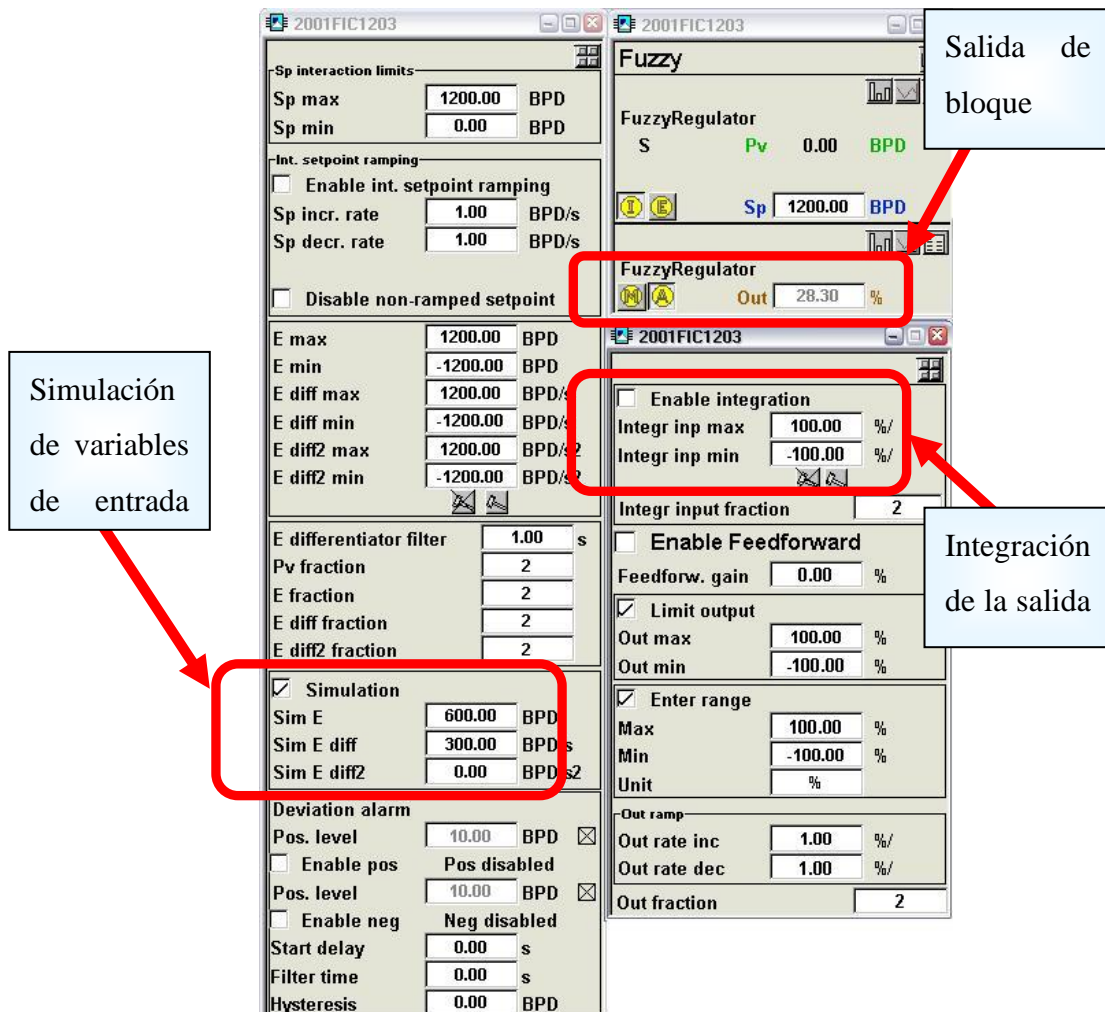 2001FIC1203
Sp interaction limits
Sp max 1200.00 BPD
Sp min 0.00 BPD
Int. setpoint ramping
Enable int. setpoint ramping
Sp incr. rate 1.00 BPD/s
Sp decr. rate 1.00 BPD/s
Disable non-ramped setpoint
E max 1200.00 BPD
E min -1200.00 BPD
E diff max 1200.00 BPD/s
E diff min -1200.00 BPD/s
E diff2 max 1200.00 BPD/s2
E diff2 min -1200.00 BPD/s2
E differentiator filter 1.00 s
Pv fraction 2
E fraction 2
E diff fraction 2
E diff2 fraction 2
Simulation
Sim E 600.00 BPD
Sim E diff 300.00 BPD/s
Sim E diff2 0.00 BPD/s2
Deviation alarm
Pos. level 10.00 BPD
Enable pos Pos disabled
Pos. level 10.00 BPD
Enable neg Neg disabled
Start delay 0.00 s
Filter time 0.00 s
Hysteresis 0.00 BPD
2001FIC1203
Fuzzy
FuzzyRegulator
S Pv 0.00 BPD
I E Sp 1200.00 BPD
FuzzyRegulator
M A Out 28.30 %
2001FIC1203
Enable integration
Integr inp max 100.00 %/
Integr inp min -100.00 %/
Integr input fraction 2
Enable Feedforward
Feedforw. gain 0.00 %
Limit output
Out max 100.00 %
Out min -100.00 %
Enter range
Max 100.00 %
Min -100.00 %
Unit %
Out ramp
Out rate inc 1.00 %/
Out rate dec 1.00 %/
Out fraction 2
Salida de
bloque
Simulación
de variables
de entrada
Integración
de la salida